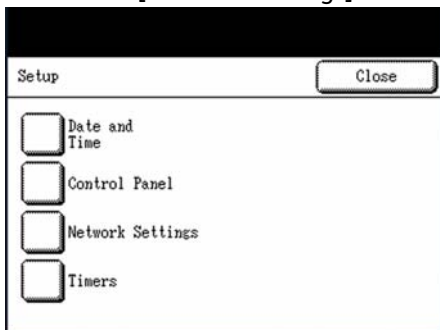 Setup
Close
Date and
Time
Control Panel
Network Settings
Timers